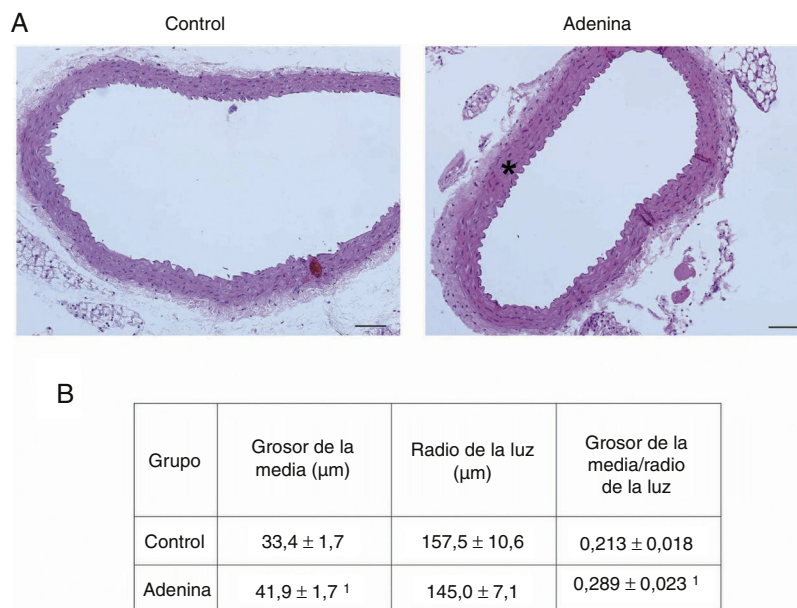 A
Control
Adenina
*
B
Grupo
Grosor de la
media (μm)
Radio de la luz
(μm)
Grosor de la
media/radio
de la luz
Control
33,4 ± 1,7
157,5 ± 10,6
0,213 ± 0,018
Adenina
41,9 ± 1,7 ¹
145,0 ± 7,1
0,289 ± 0,023 ¹